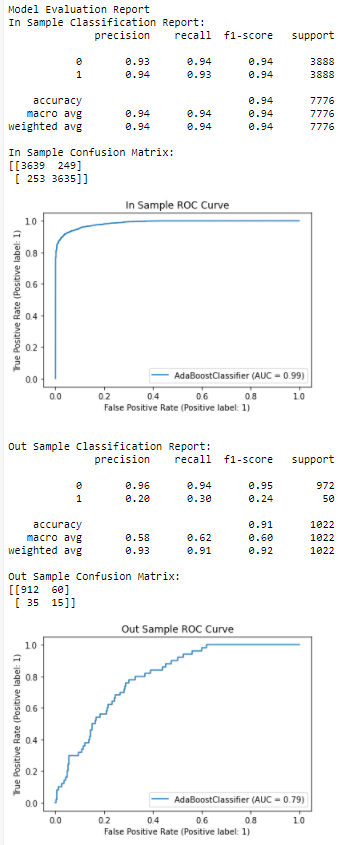 Model Evaluation Report
In Sample Classification Report:
precision recall f1-score support
0 0.93 0.94 0.94 3888
1 0.94 0.93 0.94 3888
accuracy 0.94 7776
macro avg 0.94 0.94 0.94 7776
weighted avg 0.94 0.94 0.94 7776
In Sample Confusion Matrix:
[[3639 249]
[ 253 3635]]
In Sample ROC Curve
True Positive Rate (Positive label: 1)
1.0
0.8
0.6
0.4
0.2
0.0
AdaBoostClassifier (AUC = 0.99)
0.0 0.2 0.4 0.6 0.8 1.0
False Positive Rate (Positive label: 1)
Out Sample Classification Report:
precision recall f1-score support
0 0.96 0.94 0.95 972
1 0.20 0.30 0.24 50
accuracy 0.91 1022
macro avg 0.58 0.62 0.60 1022
weighted avg 0.93 0.91 0.92 1022
Out Sample Confusion Matrix:
[[912 60]
[ 35 15]]
Out Sample ROC Curve
True Positive Rate (Positive label: 1)
1.0
0.8
0.6
0.4
0.2
0.0
AdaBoostClassifier (AUC = 0.79)
0.0 0.2 0.4 0.6 0.8 1.0
False Positive Rate (Positive label: 1)